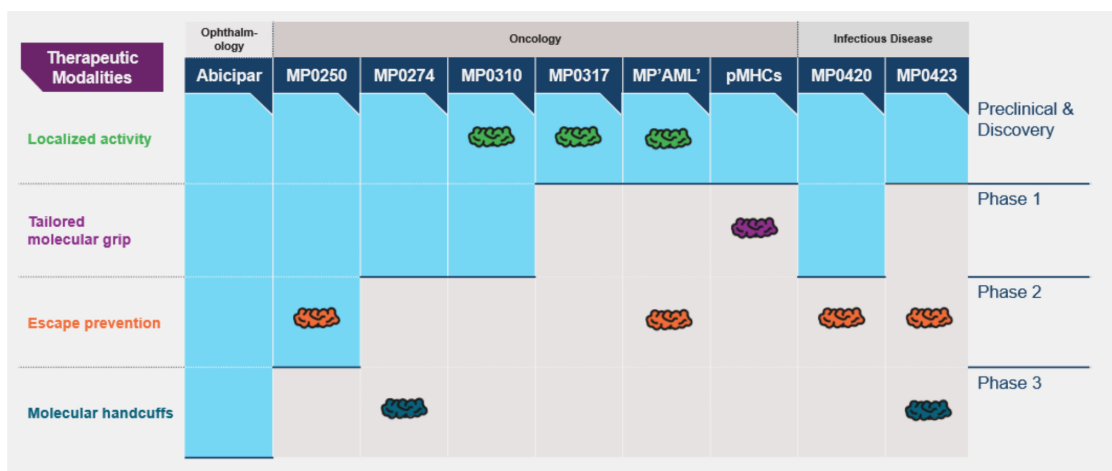 Therapeutic
Modalities
Ophthalm-
ology
Oncology
Infectious Disease
Abicipar
MP0250
MP0274
MP0310
MP0317
MP'AML'
pMHCs
MP0420
MP0423
Localized activity
Preclinical &
Discovery
Tailored
molecular grip
Phase 1
Escape prevention
Phase 2
Molecular handcuffs
Phase 3